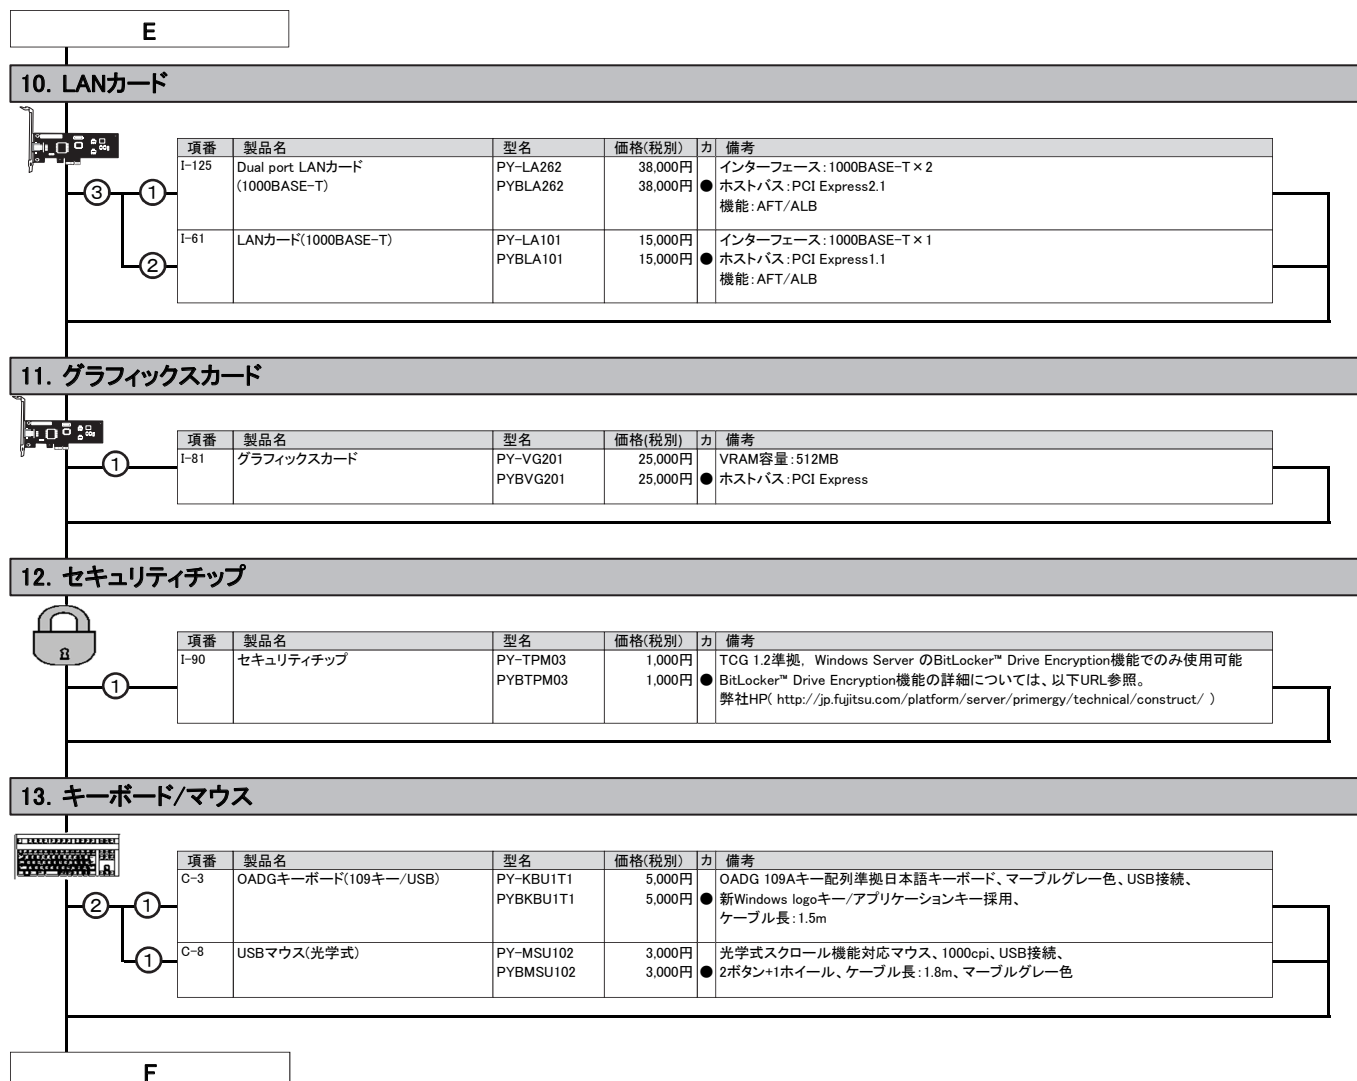 E
10. LANカード
項番 製品名 型名 価格(税別) カ 備考
I-125 Dual port LANカード PY-LA262 38,000円 インターフェース:1000BASE-T×2
(1000BASE-T) PYBLA262 38,000円 ● ホストバス:PCI Express2.1
機能:AFT/ALB
③ ①
I-61 LANカード(1000BASE-T) PY-LA101 15,000円 インターフェース:1000BASE-T×1
PYBLA101 15,000円 ● ホストバス:PCI Express1.1
②
機能:AFT/ALB
11. グラフィックスカード
項番 製品名 型名 価格(税別) カ 備考
① I-81 グラフィックスカード PY-VG201 25,000円 VRAM容量:512MB
PYBVG201 25,000円 ● ホストバス:PCI Express
12. セキュリティチップ
項番 製品名 型名 価格(税別) カ 備考
I-90 セキュリティチップ PY-TPM03 1,000円 TCG 1.2準拠, Windows Server のBitLocker™ Drive Encryption機能でのみ使用可能
① PYBTPM03 1,000円 ● BitLocker™ Drive Encryption機能の詳細については、以下URL参照。
弊社HP( http://jp.fujitsu.com/platform/server/primergy/technical/construct/ )
13. キーボード/マウス
項番 製品名 型名 価格(税別) カ 備考
C-3 OADGキーボード(109キー/USB) PY-KBU1T1 5,000円 OADG 109Aキー配列準拠日本語キーボード、マーブルグレー色、USB接続、
② ① PYBKBU1T1 5,000円 ● 新Windows logoキー/アプリケーションキー採用、
ケーブル長:1.5m
① C-8 USBマウス(光学式) PY-MSU102 3,000円 光学式スクロール機能対応マウス、1000cpi、USB接続、
PYBMSU102 3,000円 ● 2ボタン+1ホイール、ケーブル長:1.8m、マーブルグレー色
F